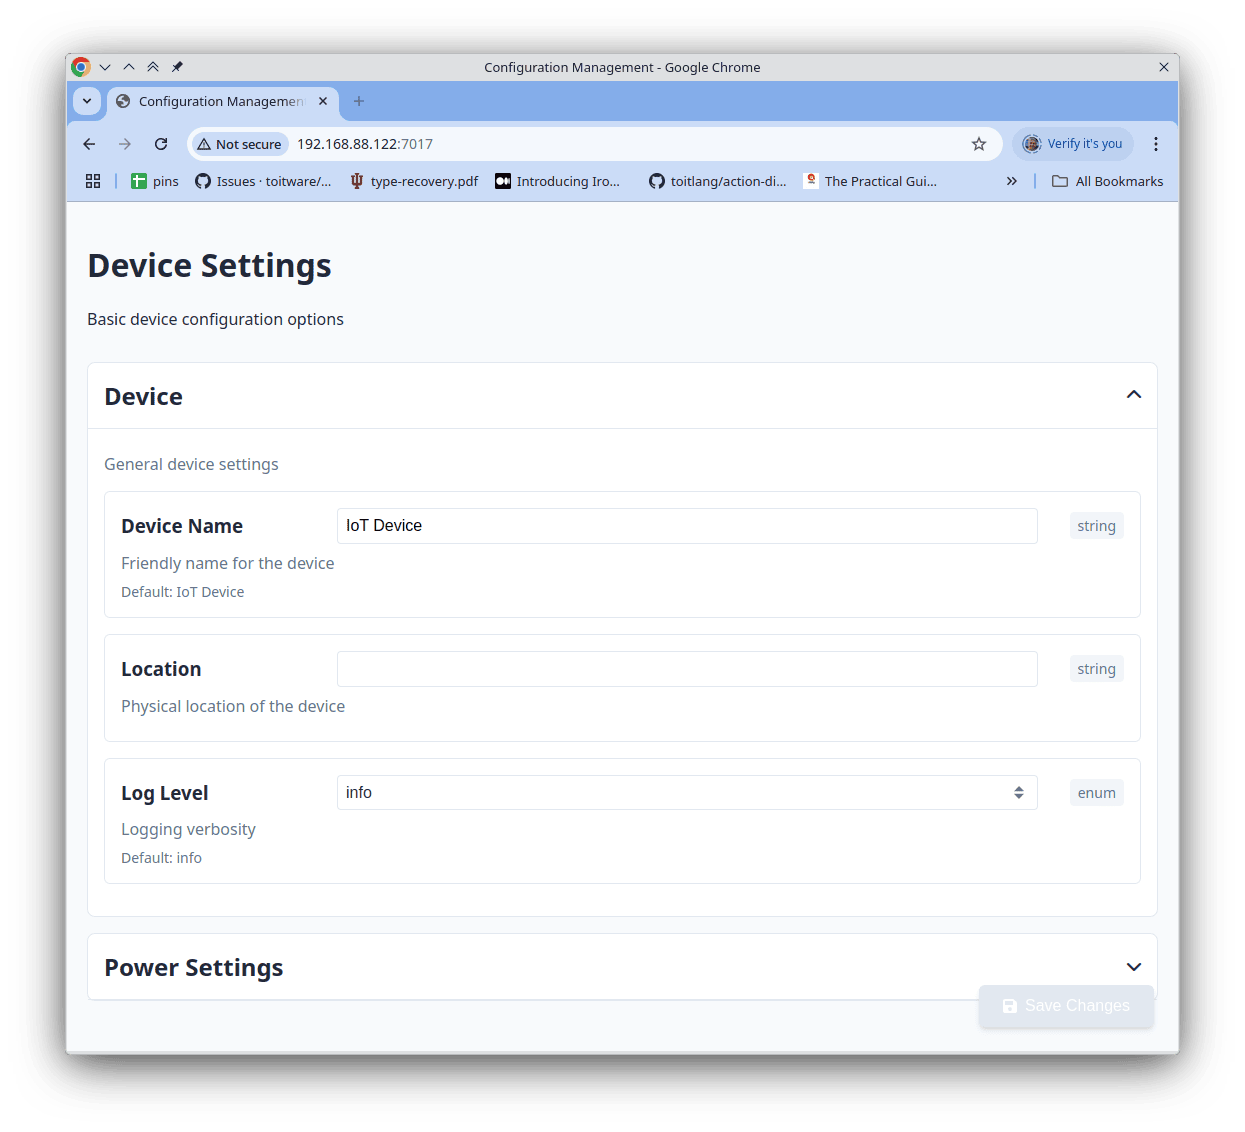 Configuration Management - Google Chrome
Configuration Managemen
Not secure 192.168.88.122:7017 Verify it's you
pins Issues · toitware/... type-recovery.pdf Introducing Iro... toitlang/action-di... The Practical Gui... All Bookmarks
Device Settings
Basic device configuration options
Device
General device settings
Device Name IoT Device string
Friendly name for the device
Default: IoT Device
Location string
Physical location of the device
Log Level info enum
Logging verbosity
Default: info
Power Settings
Save Changes